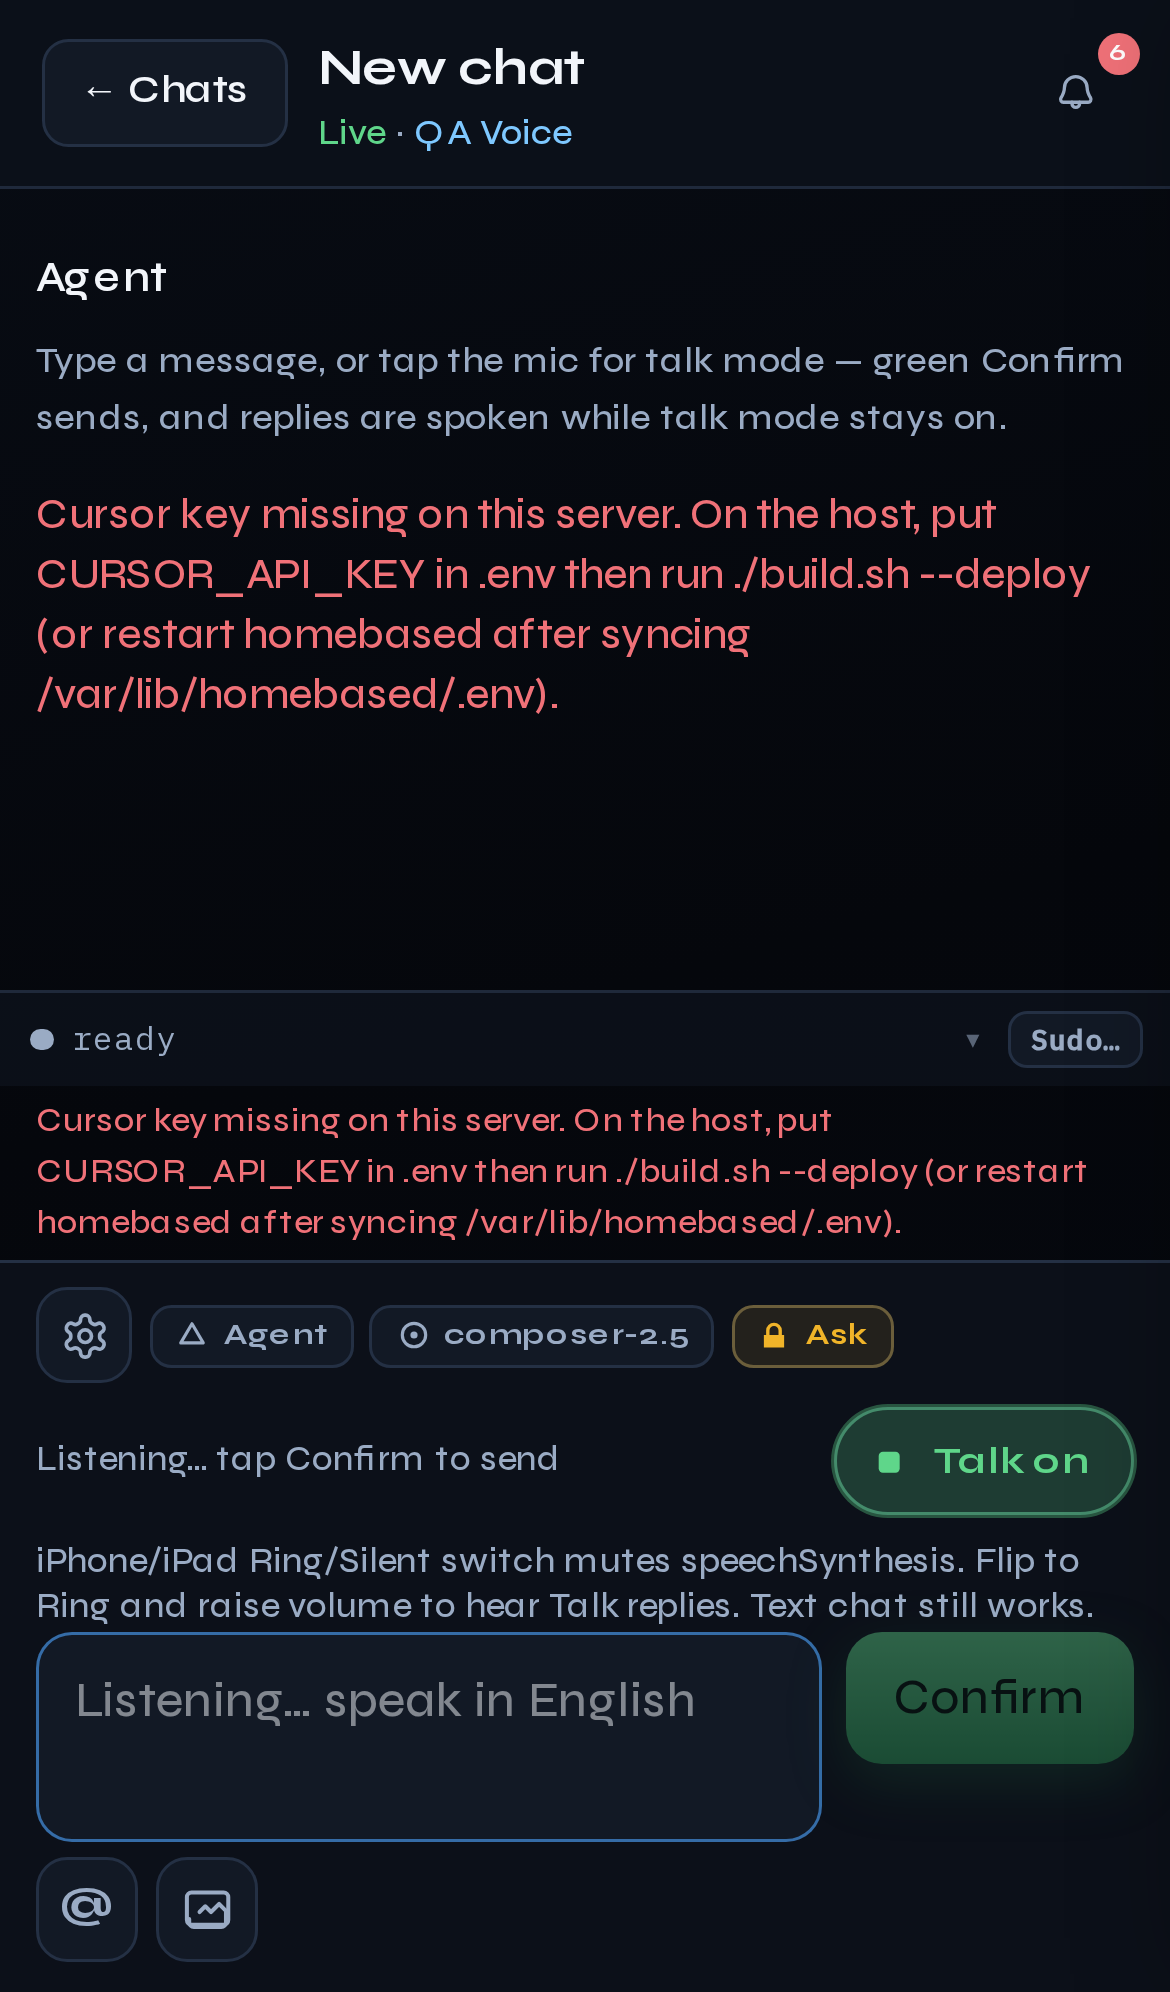 ← Chats
New chat
6
Live · QA Voice
Agent
Type a message, or tap the mic for talk mode — green Confirm
sends, and replies are spoken while talk mode stays on.
Cursor key missing on this server. On the host, put
CURSOR_API_KEY in .env then run ./build.sh --deploy
(or restart homebased after syncing
/var/lib/homebased/.env).
ready
▾ Sudo…
Cursor key missing on this server. On the host, put
CURSOR_API_KEY in .env then run ./build.sh --deploy (or restart
homebased after syncing /var/lib/homebased/.env).
Agent
composer-2.5
Ask
Listening… tap Confirm to send
Talk on
iPhone/iPad Ring/Silent switch mutes speechSynthesis. Flip to
Ring and raise volume to hear Talk replies. Text chat still works.
Listening… speak in English
Confirm
@